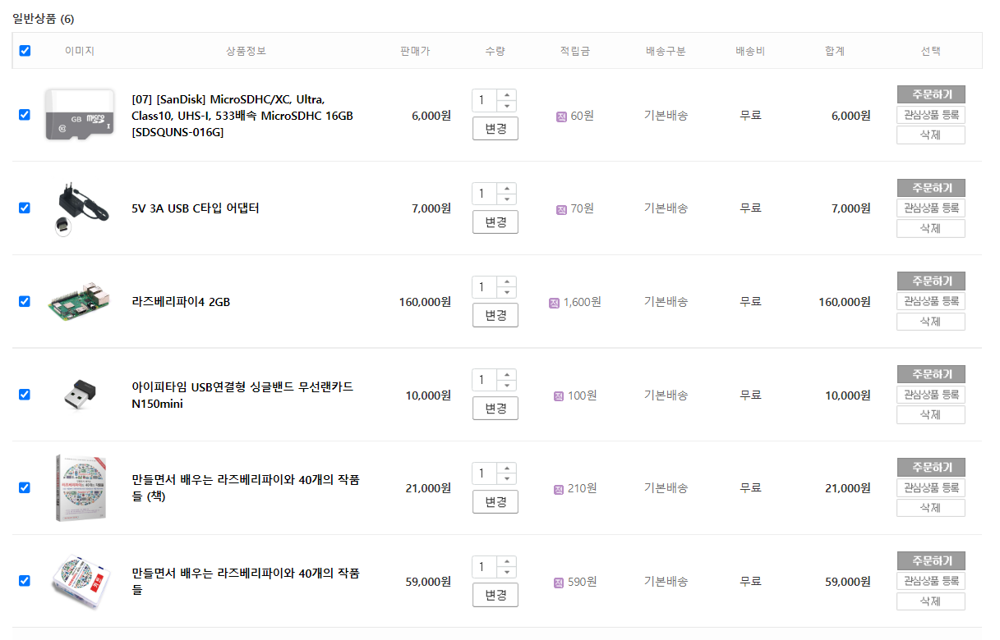 일반상품 (6)
이미지 상품정보 판매가 수량 적립금 배송구분 배송비 합계 선택
[07] [SanDisk] MicroSDHC/XC, Ultra,
Class10, UHS-I, 533배속 MicroSDHC 16GB
[SDSQUNS-016G]
GB microSD
6,000원 1 변경 적 60원 기본배송 무료 6,000원
주문하기
관심상품 등록
삭제
5V 3A USB C타입 어댑터 7,000원 1 변경 적 70원 기본배송 무료 7,000원
주문하기
관심상품 등록
삭제
라즈베리파이4 2GB 160,000원 1 변경 적 1,600원 기본배송 무료 160,000원
주문하기
관심상품 등록
삭제
아이피타임 USB연결형 싱글밴드 무선랜카드
N150mini
10,000원 1 변경 적 100원 기본배송 무료 10,000원
주문하기
관심상품 등록
삭제
만들면서 배우는 라즈베리파이와 40개의 작품
들 (책)
21,000원 1 변경 적 210원 기본배송 무료 21,000원
주문하기
관심상품 등록
삭제
만들면서 배우는 라즈베리파이와 40개의 작품
들
59,000원 1 변경 적 590원 기본배송 무료 59,000원
주문하기
관심상품 등록
삭제